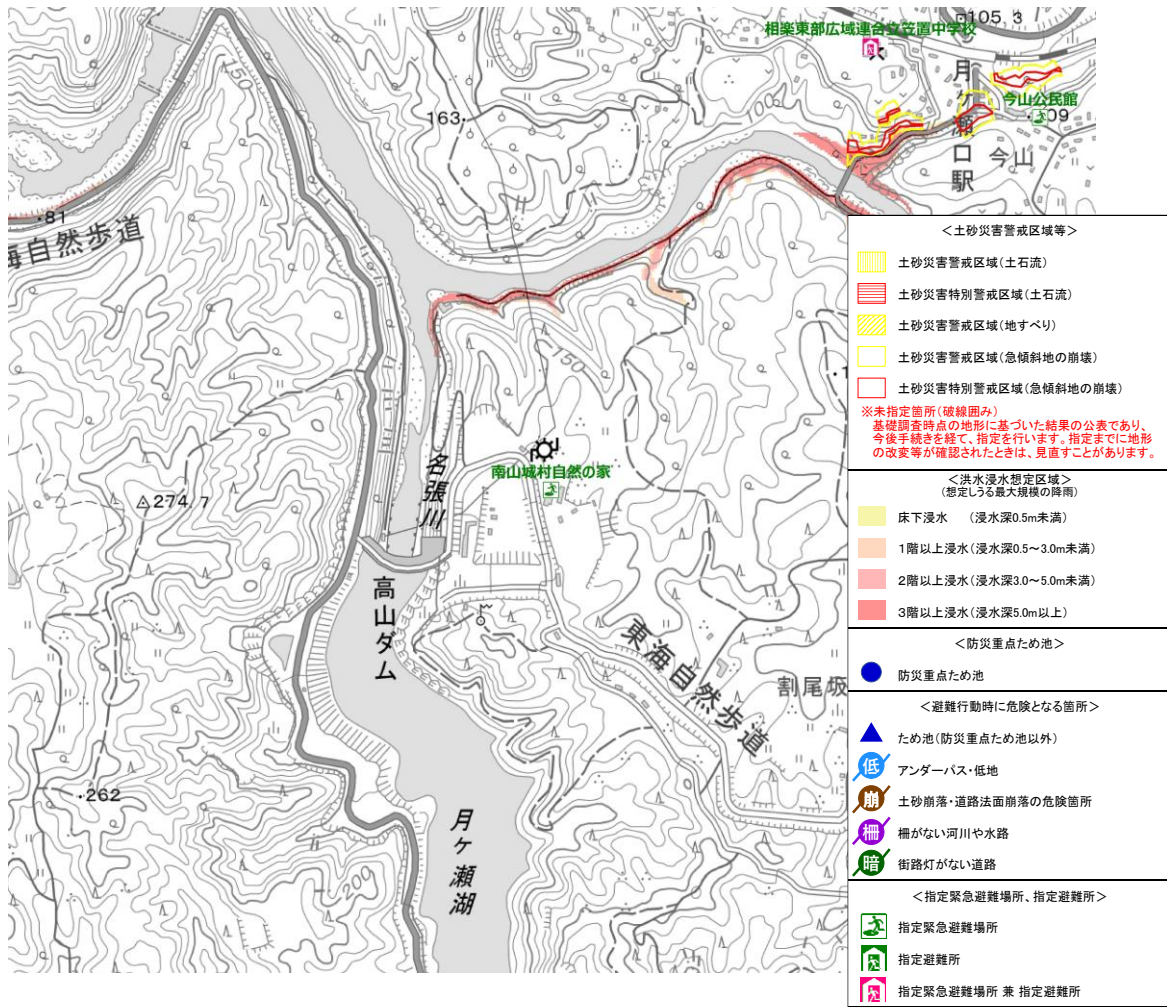 105.3
相楽東部広域連合立笠置中学校
月ヶ瀬口駅
今山公民館
今山
150
163
81
海自然歩道
150
南山城村自然の家
名張川
274.7
高山ダム
東海自然歩道
割尾坂
262
月ヶ瀬湖
200
＜土砂災害警戒区域等＞
土砂災害警戒区域(土石流)
土砂災害特別警戒区域(土石流)
土砂災害警戒区域(地すべり)
土砂災害警戒区域(急傾斜地の崩壊)
土砂災害特別警戒区域(急傾斜地の崩壊)
※未指定箇所(破線囲み)
基礎調査時点の地形に基づいた結果の公表であり、
今後手続きを経て、指定を行います。指定までに地形
の改変等が確認されたときは、見直すことがあります。
＜洪水浸水想定区域＞
(想定しうる最大規模の降雨)
床下浸水　(浸水深0.5m未満)
1階以上浸水(浸水深0.5～3.0m未満)
2階以上浸水(浸水深3.0～5.0m未満)
3階以上浸水(浸水深5.0m以上)
＜防災重点ため池＞
防災重点ため池
＜避難行動時に危険となる箇所＞
ため池(防災重点ため池以外)
低 アンダーパス・低地
崩 土砂崩落・道路法面崩落の危険箇所
柵 柵がない河川や水路
暗 街路灯がない道路
＜指定緊急避難場所、指定避難所＞
指定緊急避難場所
指定避難所
指定緊急避難場所 兼 指定避難所